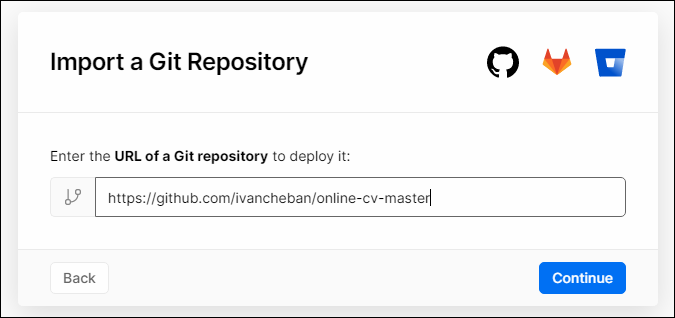 Import a Git Repository
Enter the URL of a Git repository to deploy it:
https://github.com/ivancheban/online-cv-master
Back
Continue